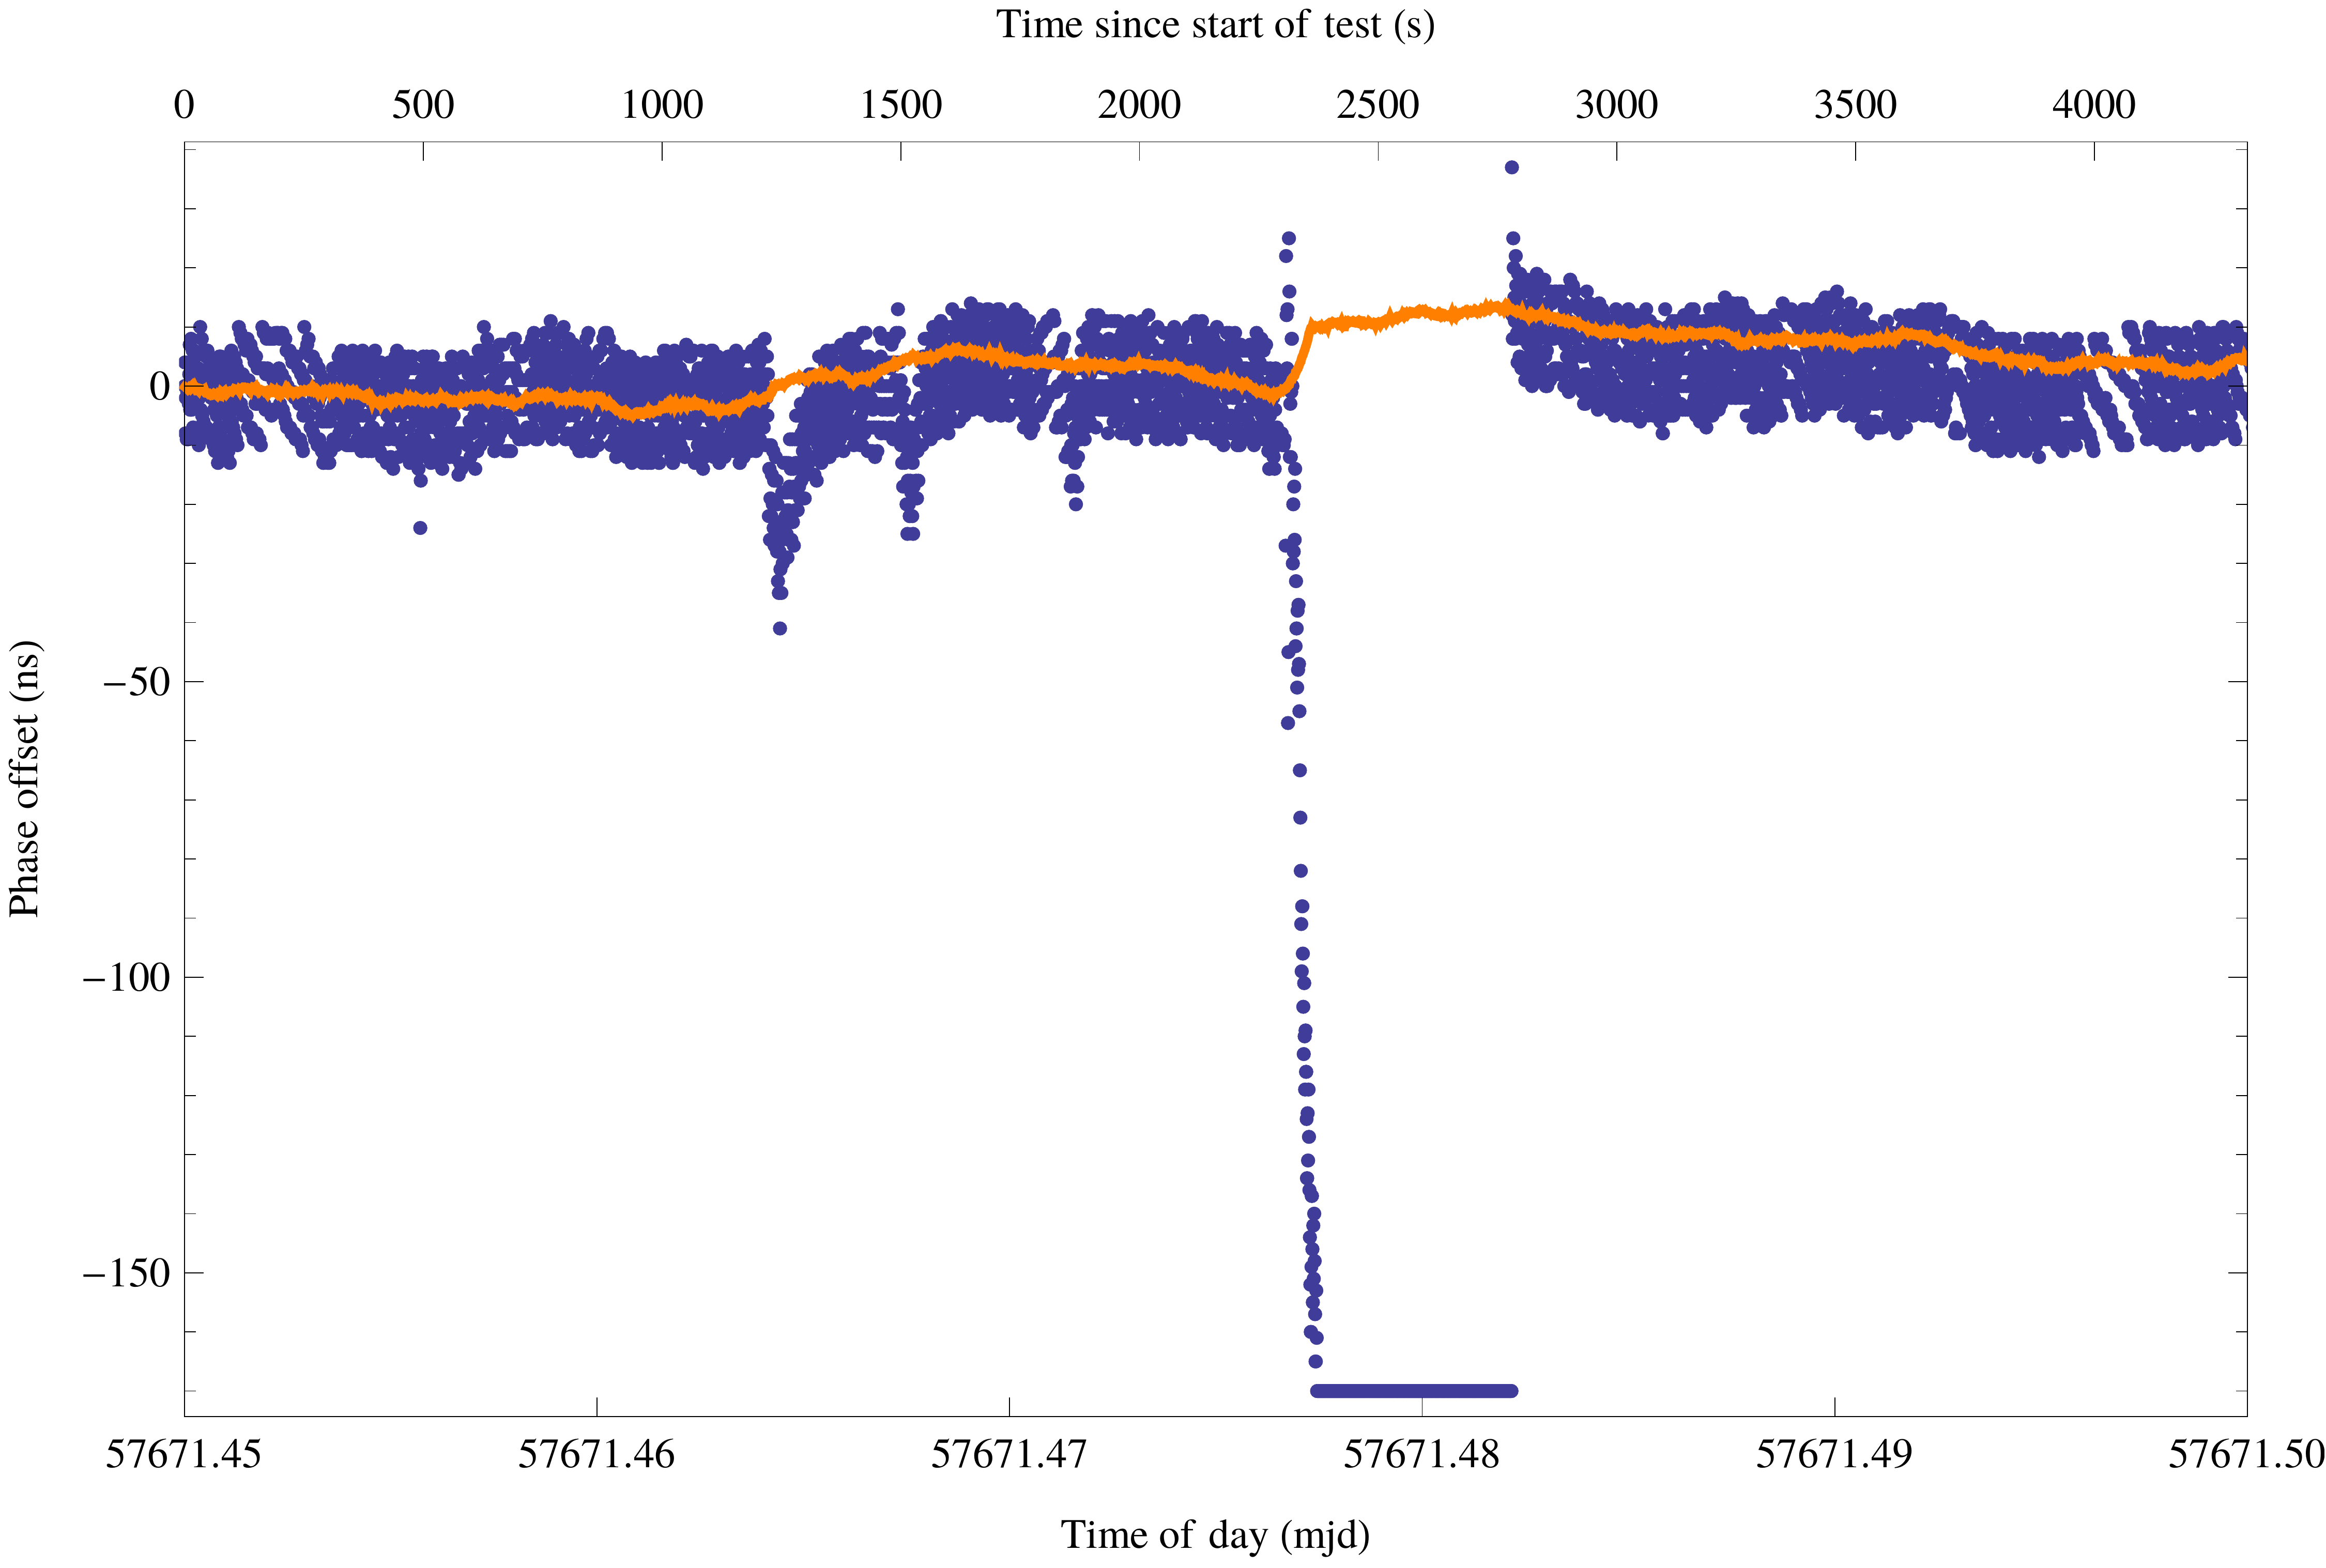 Time since start of test (s)
0 500 1000 1500 2000 2500 3000 3500 4000
Phase offset (ns)
0
−50
−100
−150
57671.45 57671.46 57671.47 57671.48 57671.49 57671.50
Time of day (mjd)